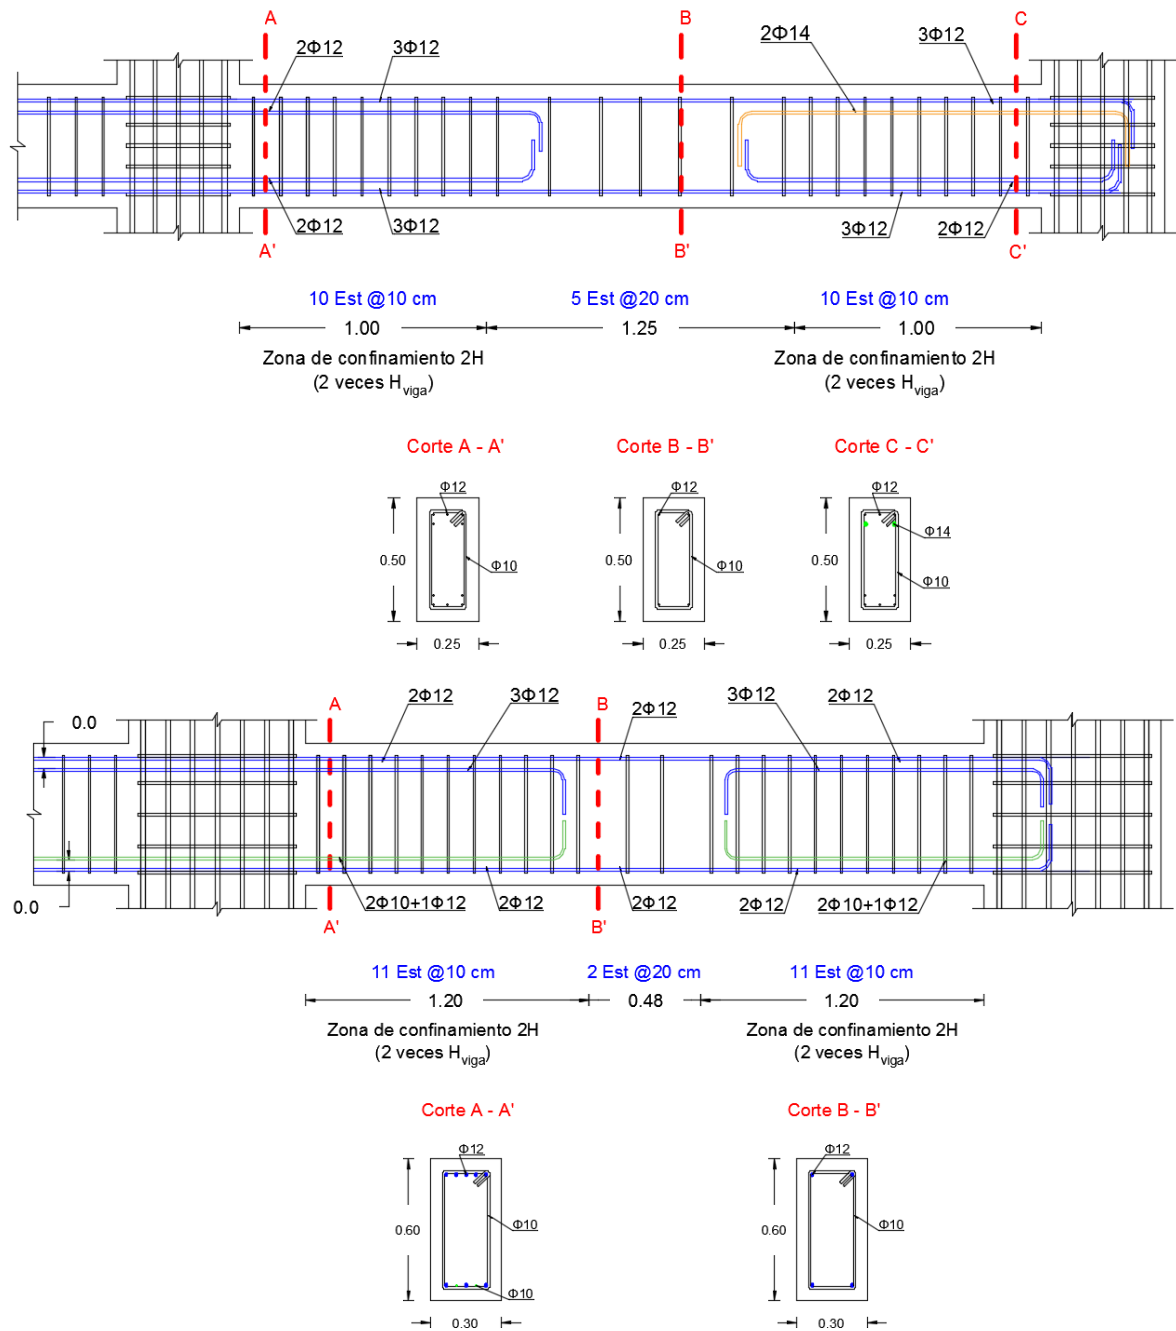 A B C
2Φ12 3Φ12 2Φ14 3Φ12
2Φ12 3Φ12 3Φ12 2Φ12
A' B' C'
10 Est @10 cm 5 Est @20 cm 10 Est @10 cm
1.00 1.25 1.00
Zona de confinamiento 2H Zona de confinamiento 2H
(2 veces Hviga) (2 veces Hviga)
Corte A - A' Corte B - B' Corte C - C'
Φ12 Φ12 Φ12
Φ14
0.50 Φ10 0.50 Φ10 0.50 Φ10
0.25 0.25 0.25
A B
2Φ12 3Φ12 2Φ12 3Φ12 2Φ12
0.0
0.0
2Φ10+1Φ12 2Φ12 2Φ12 2Φ12 2Φ10+1Φ12
A' B'
11 Est @10 cm 2 Est @20 cm 11 Est @10 cm
1.20 0.48 1.20
Zona de confinamiento 2H Zona de confinamiento 2H
(2 veces Hviga) (2 veces Hviga)
Corte A - A' Corte B - B'
Φ12 Φ12
0.60 Φ10 0.60 Φ10
Φ10
0.30 0.30